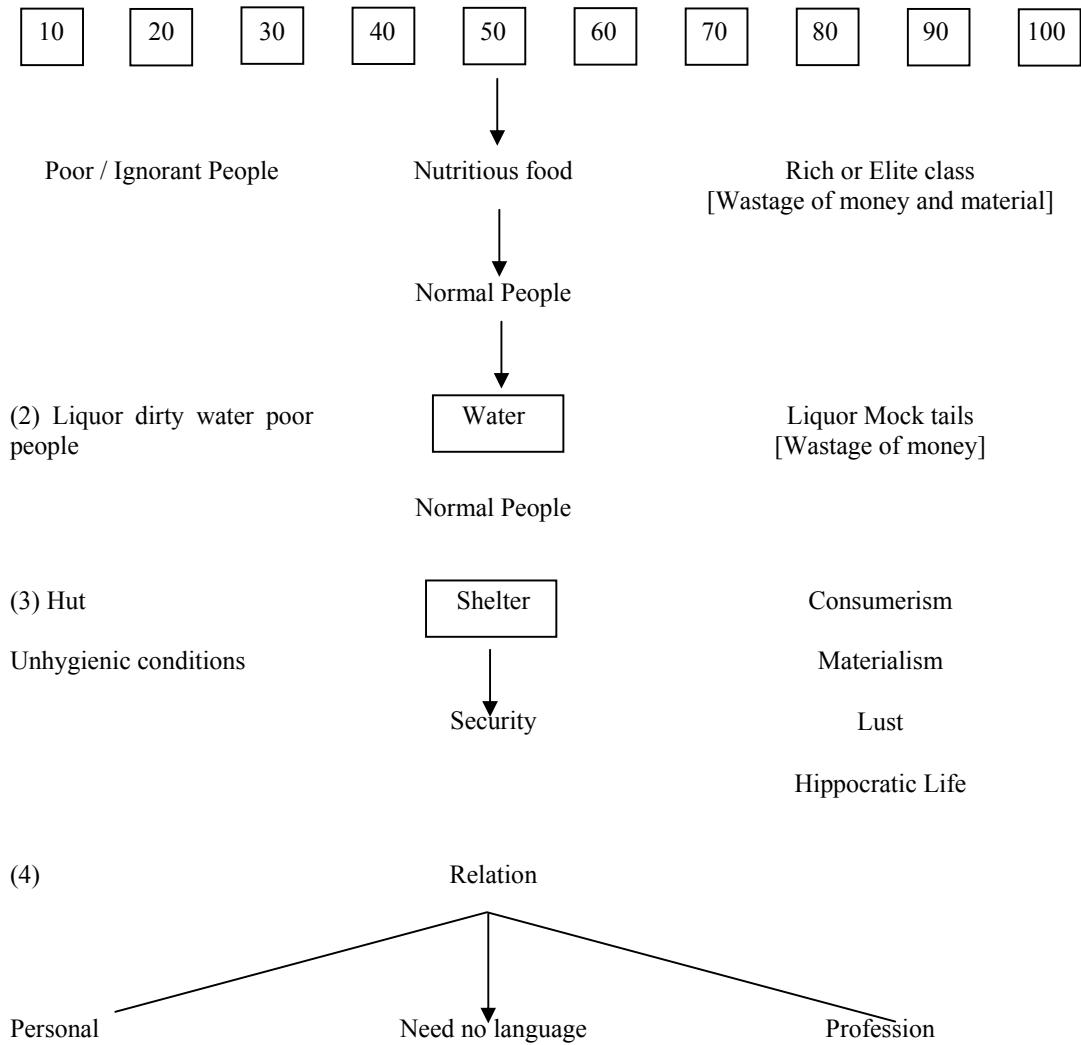 10 20 30 40 50 60 70 80 90 100
Poor / Ignorant People Nutritious food Rich or Elite class
[Wastage of money and material]
Normal People
(2) Liquor dirty water poor people Water Liquor Mock tails
[Wastage of money]
Normal People
(3) Hut Shelter Consumerism
Unhygienic conditions Materialism
Security Lust
Hippocratic Life
(4) Relation
Personal Need no language Profession